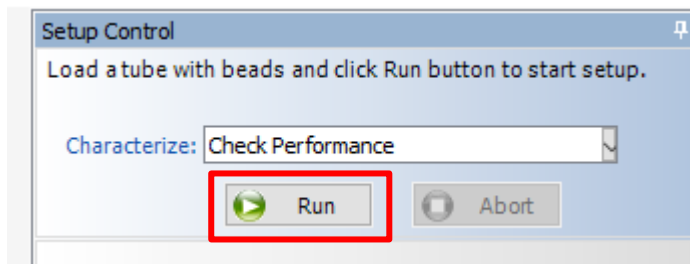 Setup Control
Load a tube with beads and click Run button to start setup.
Characterize: Check Performance
Run Abort